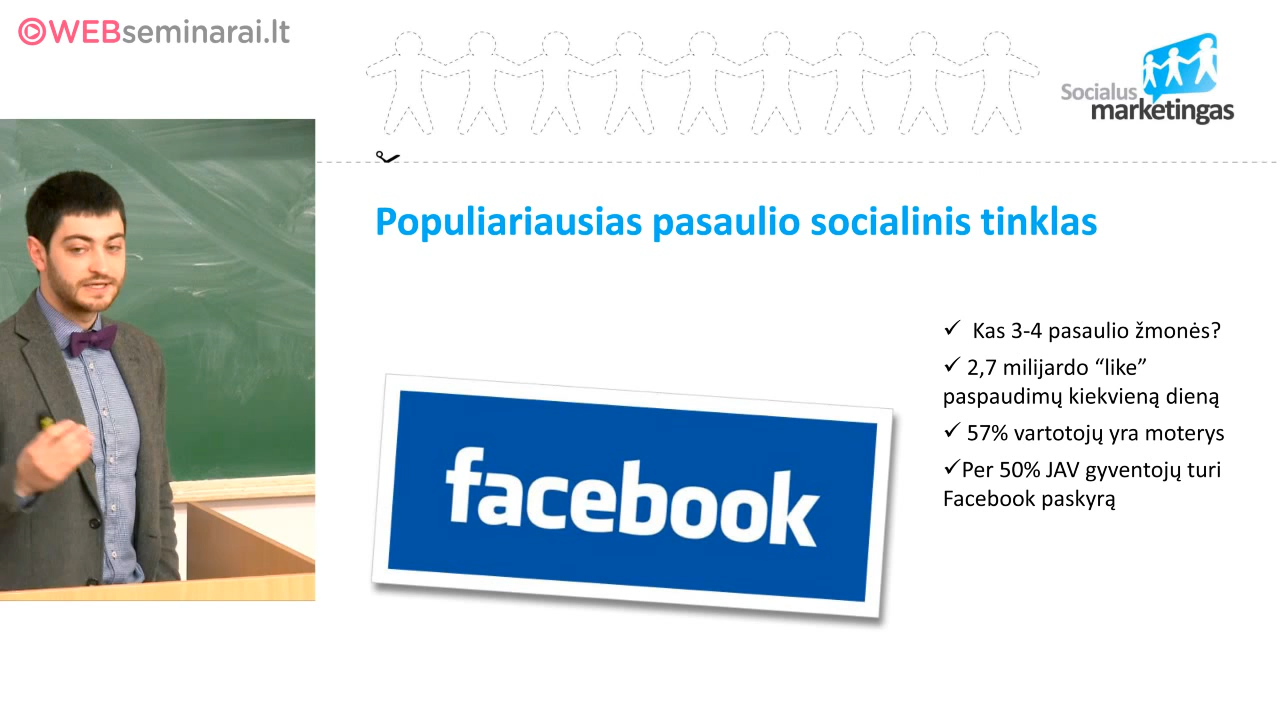 WEBseminarai.lt
Socialus
marketingas
Populiariausias pasaulio socialinis tinklas
✓ Kas 3-4 pasaulio žmonės?
✓ 2,7 milijardo “like”
paspaudimų kiekvieną dieną
✓ 57% vartotojų yra moterys
✓Per 50% JAV gyventojų turi
Facebook paskyrą
facebook